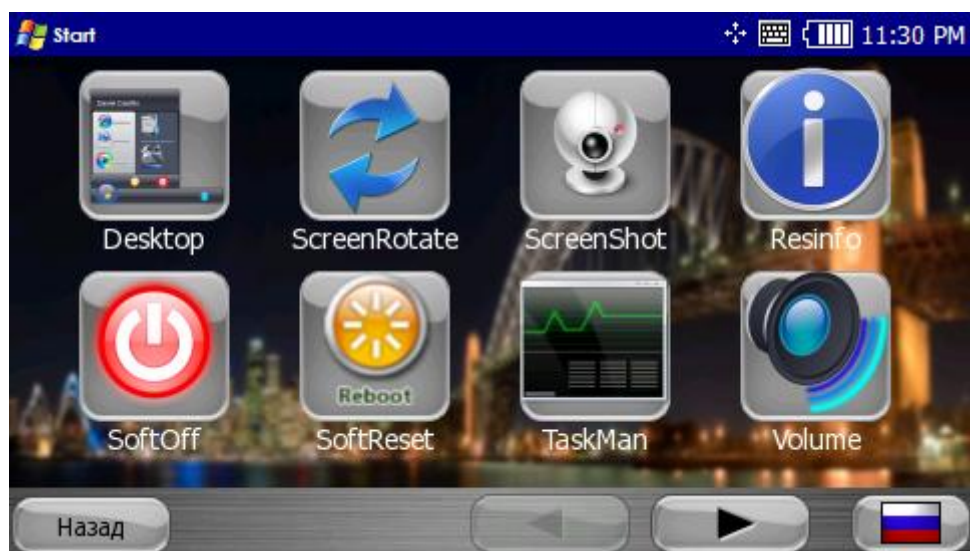 Start 11:30 PM
Desktop ScreenRotate ScreenShot Resinfo
Reboot
SoftOff SoftReset TaskMan Volume
Назад